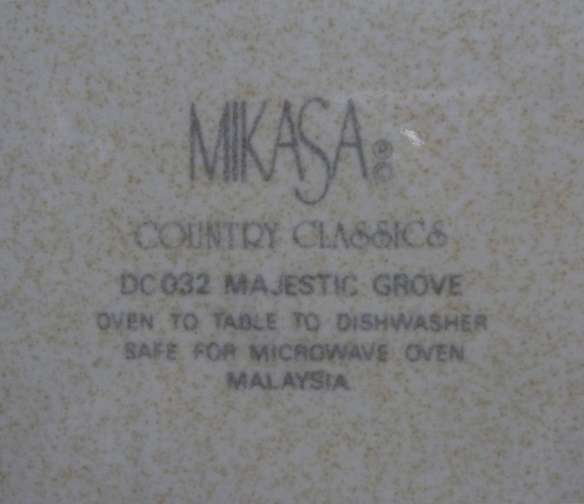 MIKASA®©
COUNTRY CLASSICS
DC032 MAJESTIC GROVE
OVEN TO TABLE TO DISHWASHER
SAFE FOR MICROWAVE OVEN
MALAYSIA